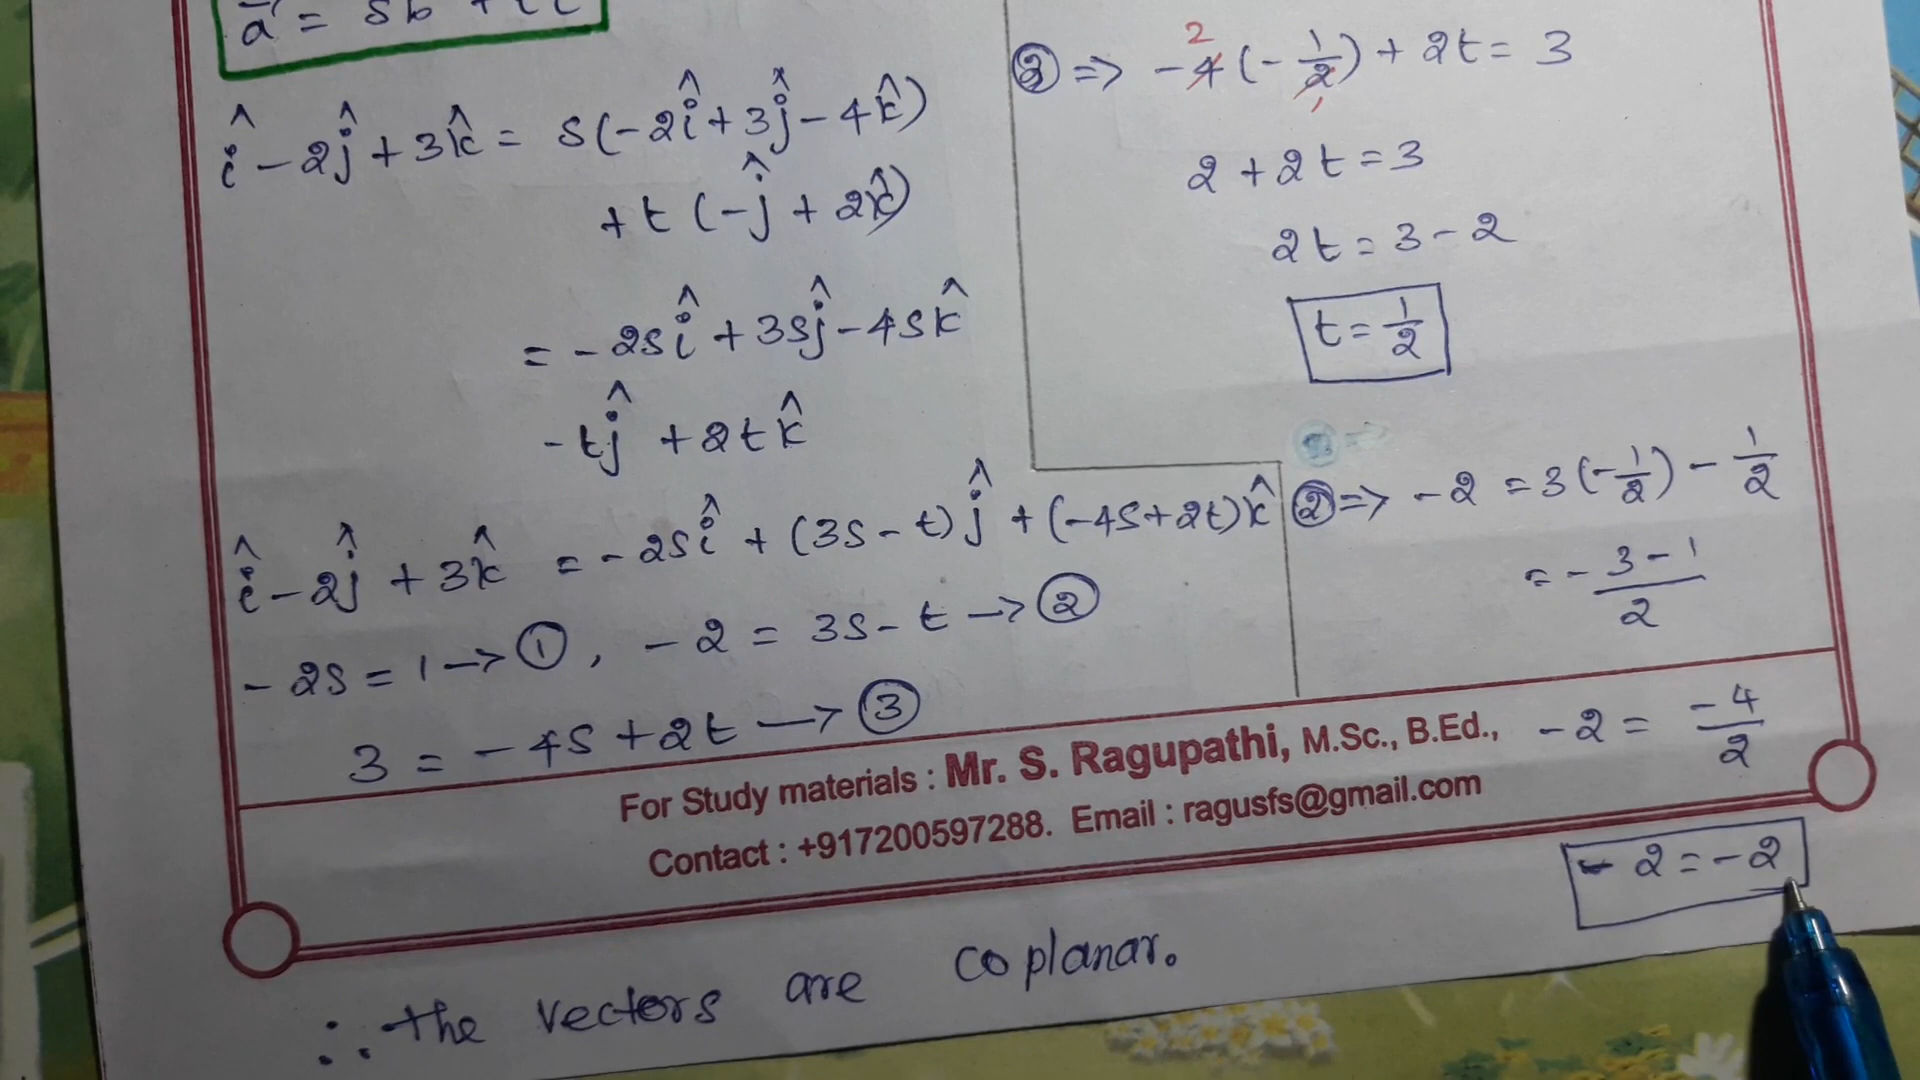 a⃗ = sb⃗ + tc⃗
î - 2ĵ + 3k̂ = s(-2î + 3ĵ - 4k̂)
+ t (-ĵ + 2k̂)
= -2sî + 3sĵ - 4sk̂
-tĵ + 2tk̂
î - 2ĵ + 3k̂ = -2sî + (3s - t)ĵ + (-4s + 2t)k̂
-2s = 1 → ①, -2 = 3s - t → ②
3 = -4s + 2t → ③
③ ⇒ -4(-1/2) + 2t = 3
2 1
2 + 2t = 3
2t = 3 - 2
t = 1/2
② ⇒ -2 = 3(-1/2) - 1/2
= (-3 - 1)/2
-2 = -4/2
-2 = -2
For Study materials : Mr. S. Ragupathi, M.Sc., B.Ed.,
Contact : +917200597288. Email : ragusfs@gmail.com
∴ the vectors are coplanar.